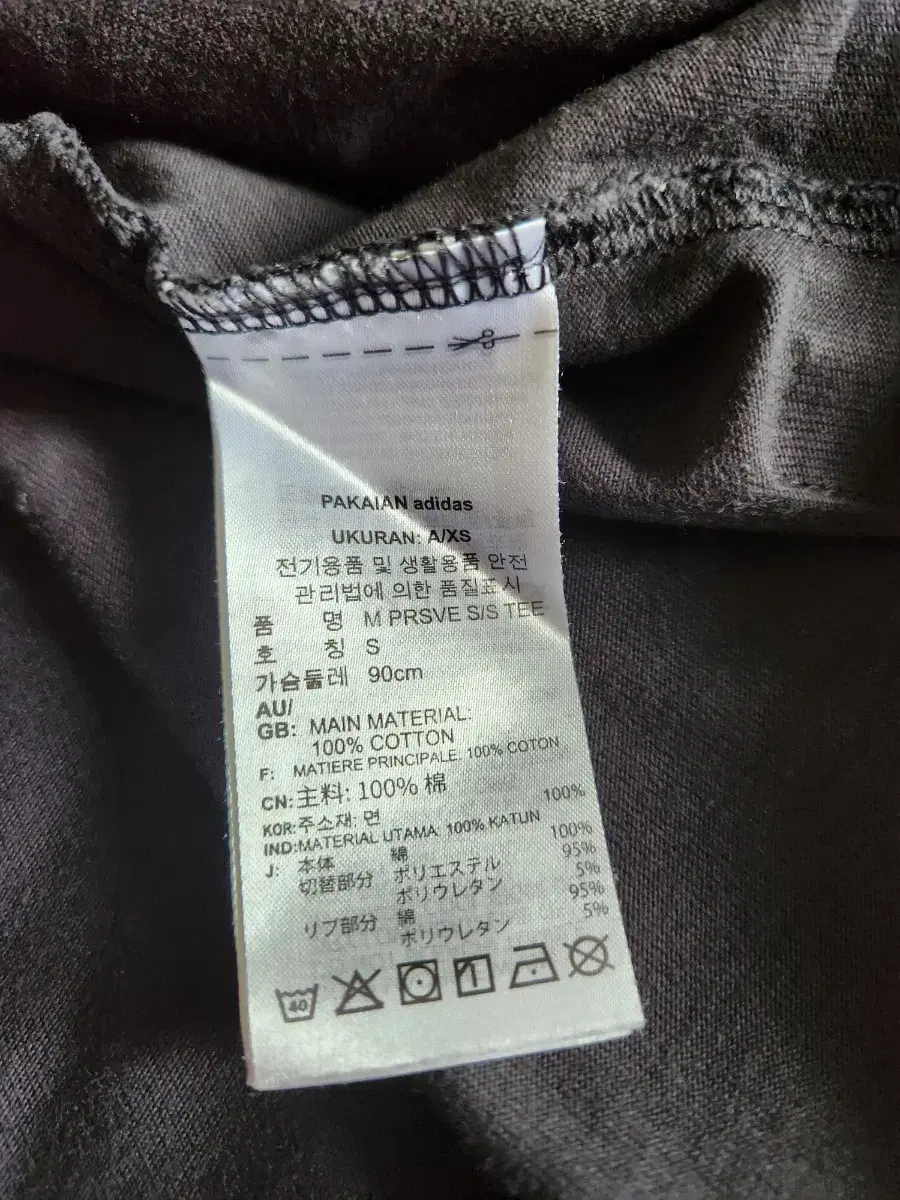 PAKAIAN adidas
UKURAN: A/XS
전기용품 및 생활용품 안전
관리법에 의한 품질표시
품 명 M PRSVE S/S TEE
호 칭 S
가슴둘레 90cm
AU/
GB: MAIN MATERIAL:
100% COTTON
F: MATIERE PRINCIPALE: 100% COTON
CN:主料: 100% 棉
KOR:주소재: 면 100%
IND:MATERIAL UTAMA: 100% KATUN
J: 本体 綿 100%
切替部分 ポリエステル 95%
ポリウレタン 5%
リブ部分 綿 95%
ポリウレタン 5%
40
1